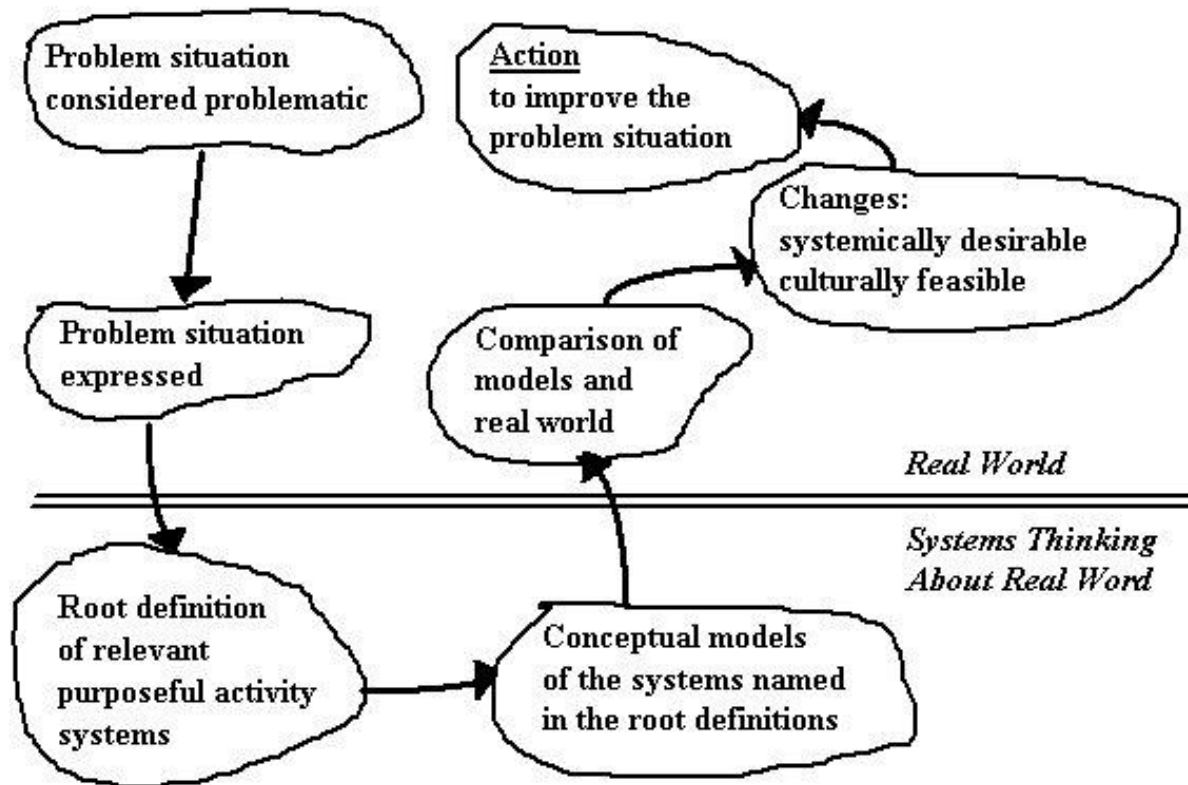 Problem situation
considered problematic
Action
to improve the
problem situation
Changes:
systemically desirable
culturally feasible
Problem situation
expressed
Comparison of
models and
real world
Real World
Systems Thinking
About Real Word
Root definition
of relevant
purposeful activity
systems
Conceptual models
of the systems named
in the root definitions